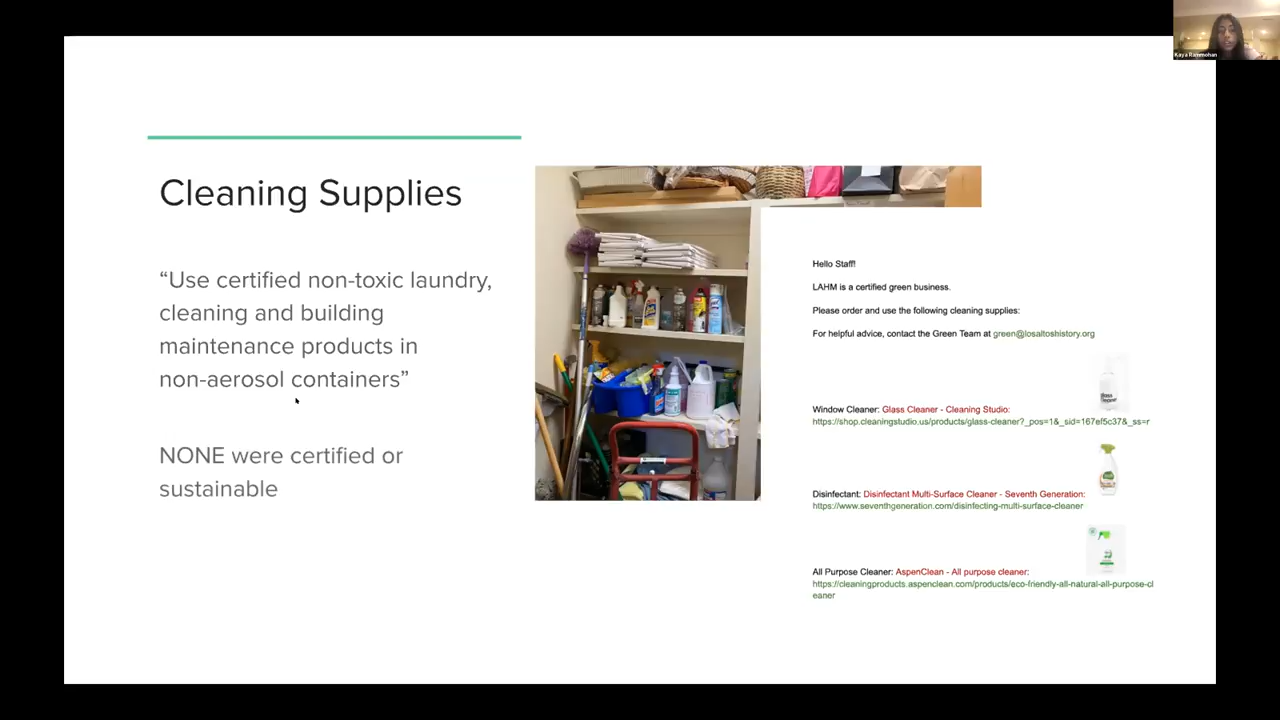 Kaya Rammohan
Cleaning Supplies
“Use certified non-toxic laundry,
cleaning and building
maintenance products in
non-aerosol containers”
NONE were certified or
sustainable
Hello Staff!
LAHM is a certified green business.
Please order and use the following cleaning supplies:
For helpful advice, contact the Green Team at green@losaltoshistory.org
Window Cleaner: Glass Cleaner - Cleaning Studio:
https://shop.cleaningstudio.us/products/glass-cleaner?_pos=1&_sid=167ef5c37&_ss=r
Disinfectant: Disinfectant Multi-Surface Cleaner - Seventh Generation:
https://www.seventhgeneration.com/disinfecting-multi-surface-cleaner
All Purpose Cleaner: AspenClean - All purpose cleaner:
https://cleaningproducts.aspenclean.com/products/eco-friendly-all-natural-all-purpose-cl
eaner